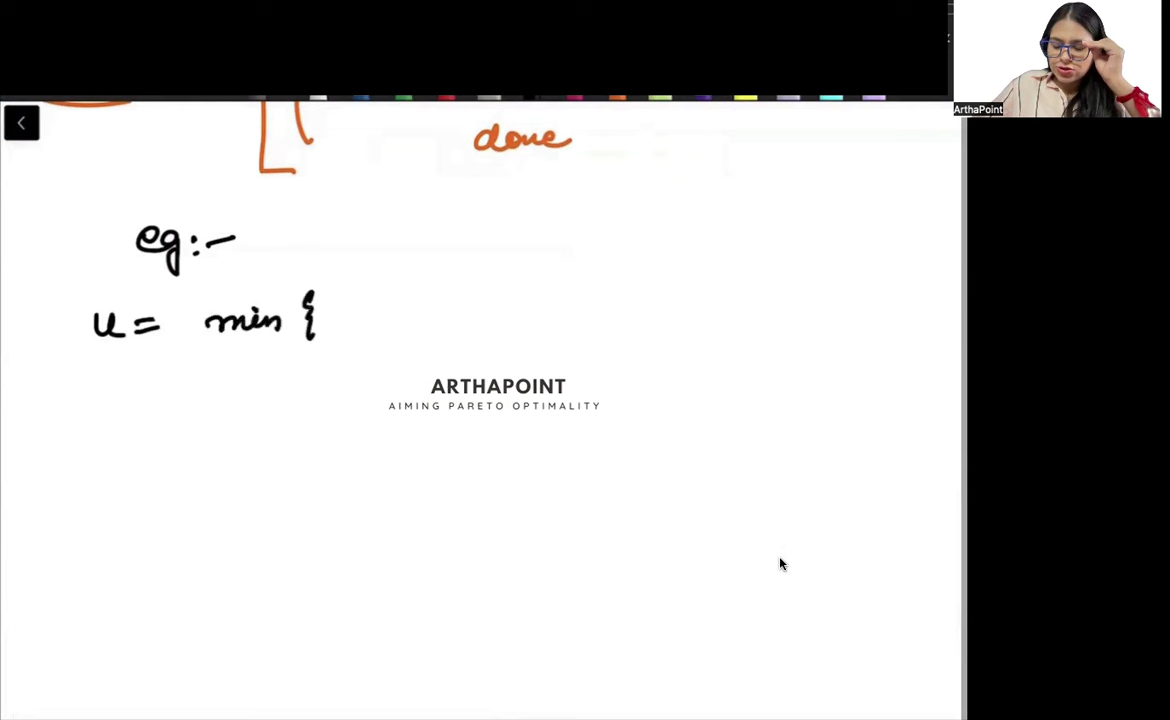 ArthaPoint
done
eg:-
u = min {
ARTHAPOINT
AIMING PARETO OPTIMALITY